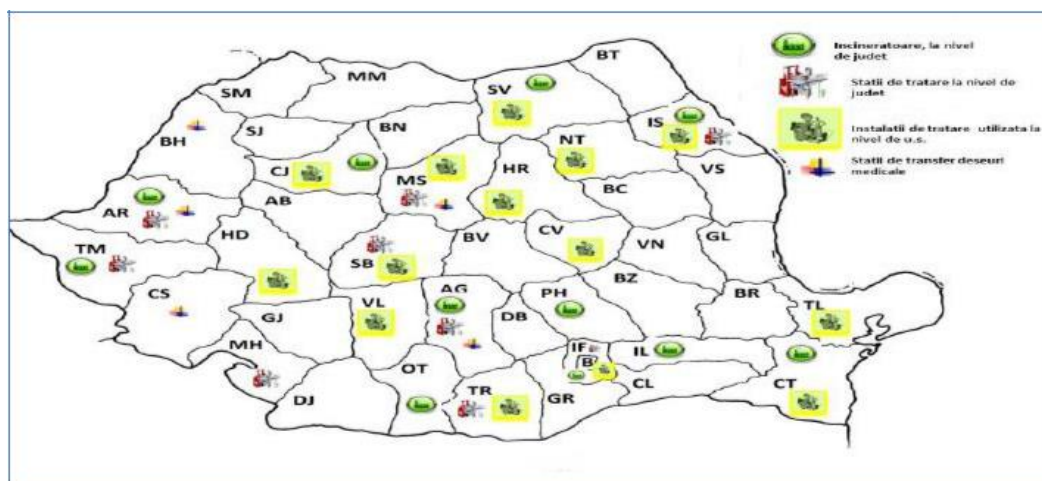 BT
Incineratoare, la nivel
de judet
MM
SV
SM
Statii de tratare la nivel de
judet
BN
IS
SJ
BH
NT
Instalatii de tratare utilizata la
nivel de u.s.
CJ
HR
VS
Statii de transfer deseuri
medicale
MS
BC
AB
AR
HD
BV
CV
VN
GL
TM
SB
BZ
CS
AG
PH
BR
VL
TL
GJ
DB
MH
IF
IL
B
OT
CT
TR
GR
CL
DJ